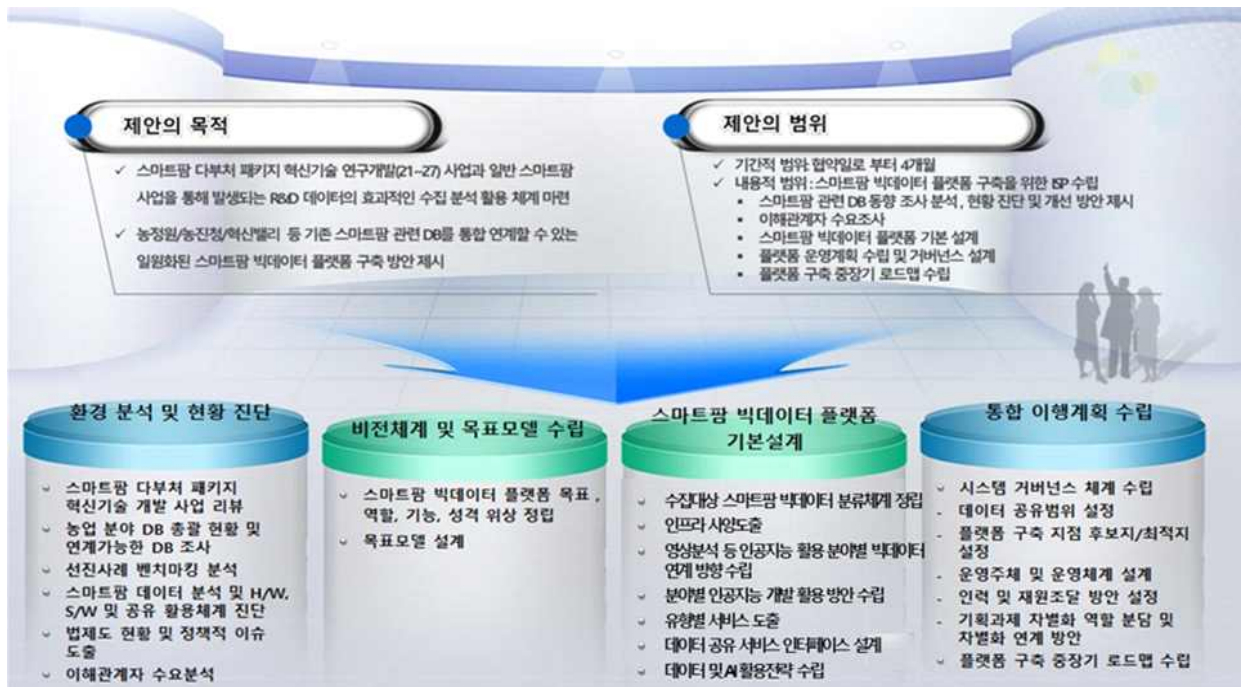 제안의 목적
✓ 스마트팜 다부처 패키지 혁신기술 연구개발(21~27) 사업과 일반 스마트팜
사업을 통해 발생되는 R&D 데이터의 효과적인 수집 분석 활용 체계 마련
✓ 농정원/농진청/혁신밸리 등 기존 스마트팜 관련 DB를 통합 연계할 수 있는
일원화된 스마트팜 빅데이터 플랫폼 구축 방안 제시
제안의 범위
✓ 기간적 범위: 협약일로 부터 4개월
✓ 내용적 범위 : 스마트팜 빅데이터 플랫폼 구축을 위한 ISP 수립
▪ 스마트팜 관련 DB 동향 조사 분석 , 현황 진단 및 개선 방안 제시
▪ 이해관계자 수요조사
▪ 스마트팜 빅데이터 플랫폼 기본 설계
▪ 플랫폼 운영계획 수립 및 거버넌스 설계
▪ 플랫폼 구축 중장기 로드맵 수립
환경 분석 및 현황 진단
스마트팜 다부처 패키지
혁신기술 개발 사업 리뷰
농업 분야 DB 총괄 현황 및
연계가능한 DB 조사
선진사례 벤치마킹 분석
스마트팜 데이터 분석 및 H/W,
S/W 및 공유 활용체계 진단
법제도 현황 및 정책적 이슈
도출
이해관계자 수요분석
비전체계 및 목표모델 수립
스마트팜 빅데이터 플랫폼 목표 ,
역할, 기능, 성격 위상 정립
목표모델 설계
스마트팜 빅데이터 플랫폼
기본설계
수집대상 스마트팜 빅데이터 분류체계 정립
인프라 사양도출
영상분석 등 인공지능 활용 분야별 빅데이터
연계 방향 수립
분야별 인공지능 개발 활용 방안 수립
유형별 서비스 도출
데이터 공유 서비스 인터페이스 설계
데이터 및 AI 활용전략 수립
통합 이행계획 수립
시스템 거버넌스 체계 수립
- 데이터 공유범위 설정
- 플랫폼 구축 지점 후보지/최적지
설정
- 운영주체 및 운영체계 설계
- 인력 및 재원조달 방안 설정
- 기획과제 차별화 역할 분담 및
차별화 연계 방안
플랫폼 구축 중장기 로드맵 수립